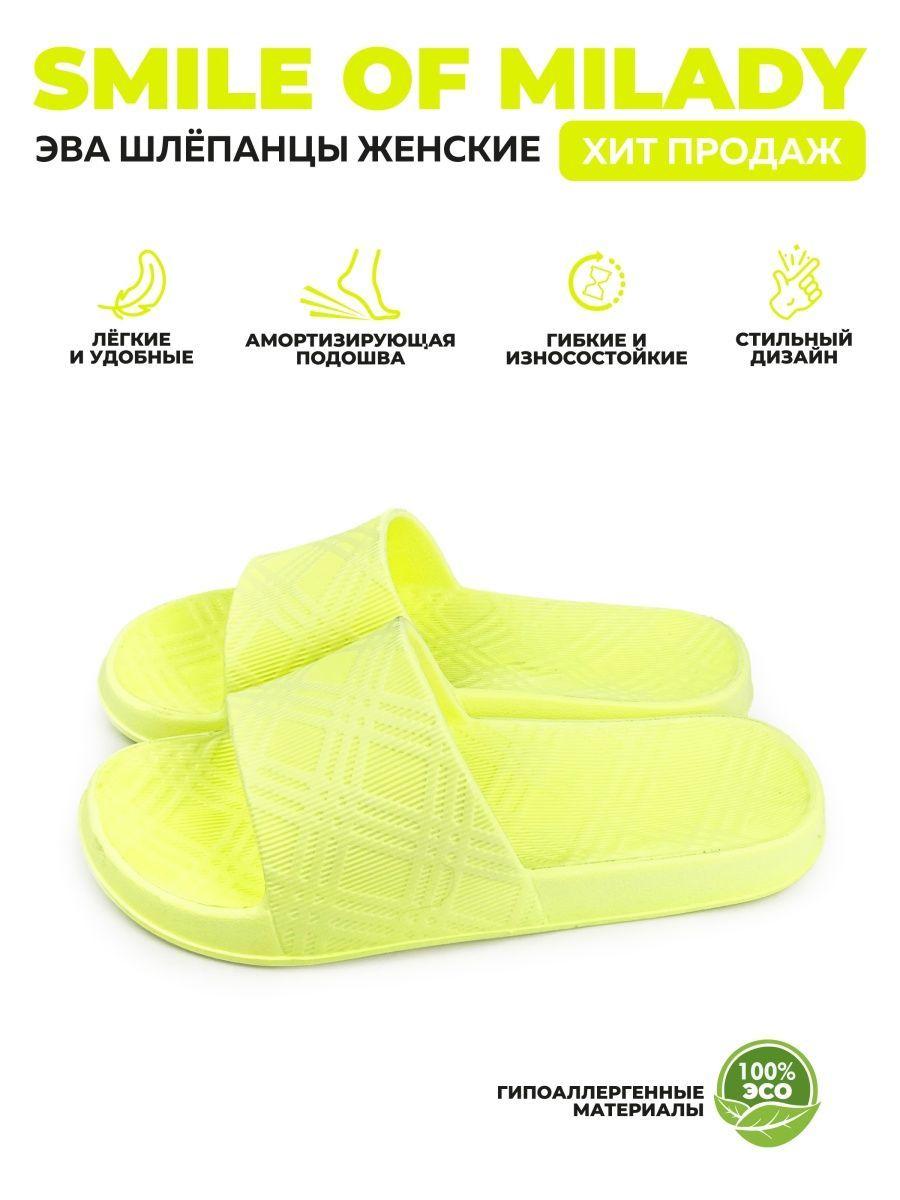 SMILE OF MILADY
ЭВА ШЛЁПАНЦЫ ЖЕНСКИЕ
ХИТ ПРОДАЖ
ЛЁГКИЕ
И УДОБНЫЕ
АМОРТИЗИРУЮЩАЯ
ПОДОШВА
ГИБКИЕ И
ИЗНОСОСТОЙКИЕ
СТИЛЬНЫЙ
ДИЗАЙН
ГИПОАЛЛЕРГЕННЫЕ
МАТЕРИАЛЫ
100%
ЭCO